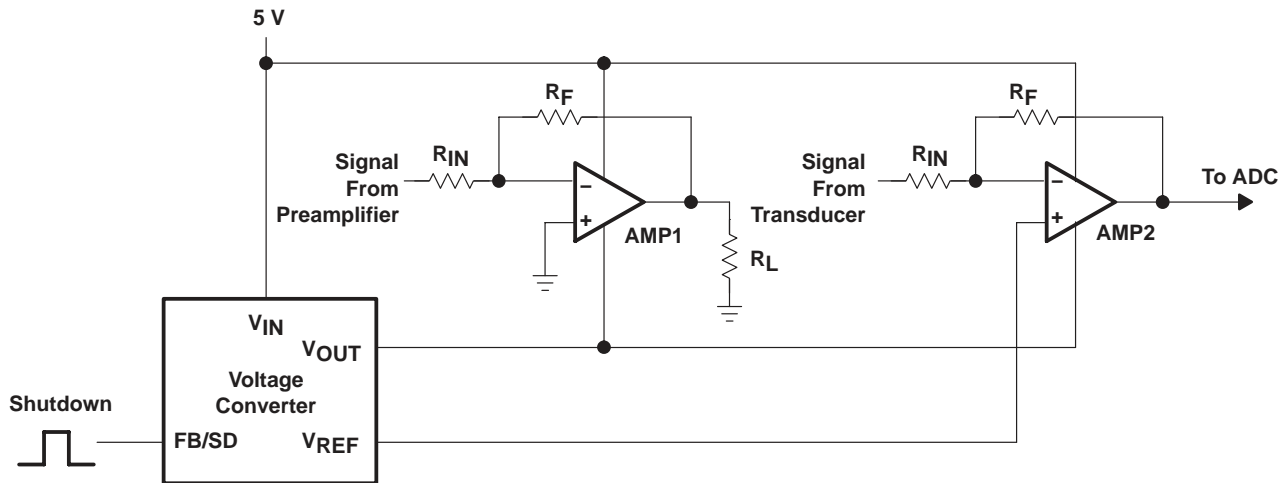 5 V
RF
RF
Signal
From
Preamplifier
RIN
Signal
From
Transducer
RIN
To ADC
–
+
AMP1
–
+
AMP2
RL
VIN
VOUT
Voltage
Converter
Shutdown
FB/SD
VREF